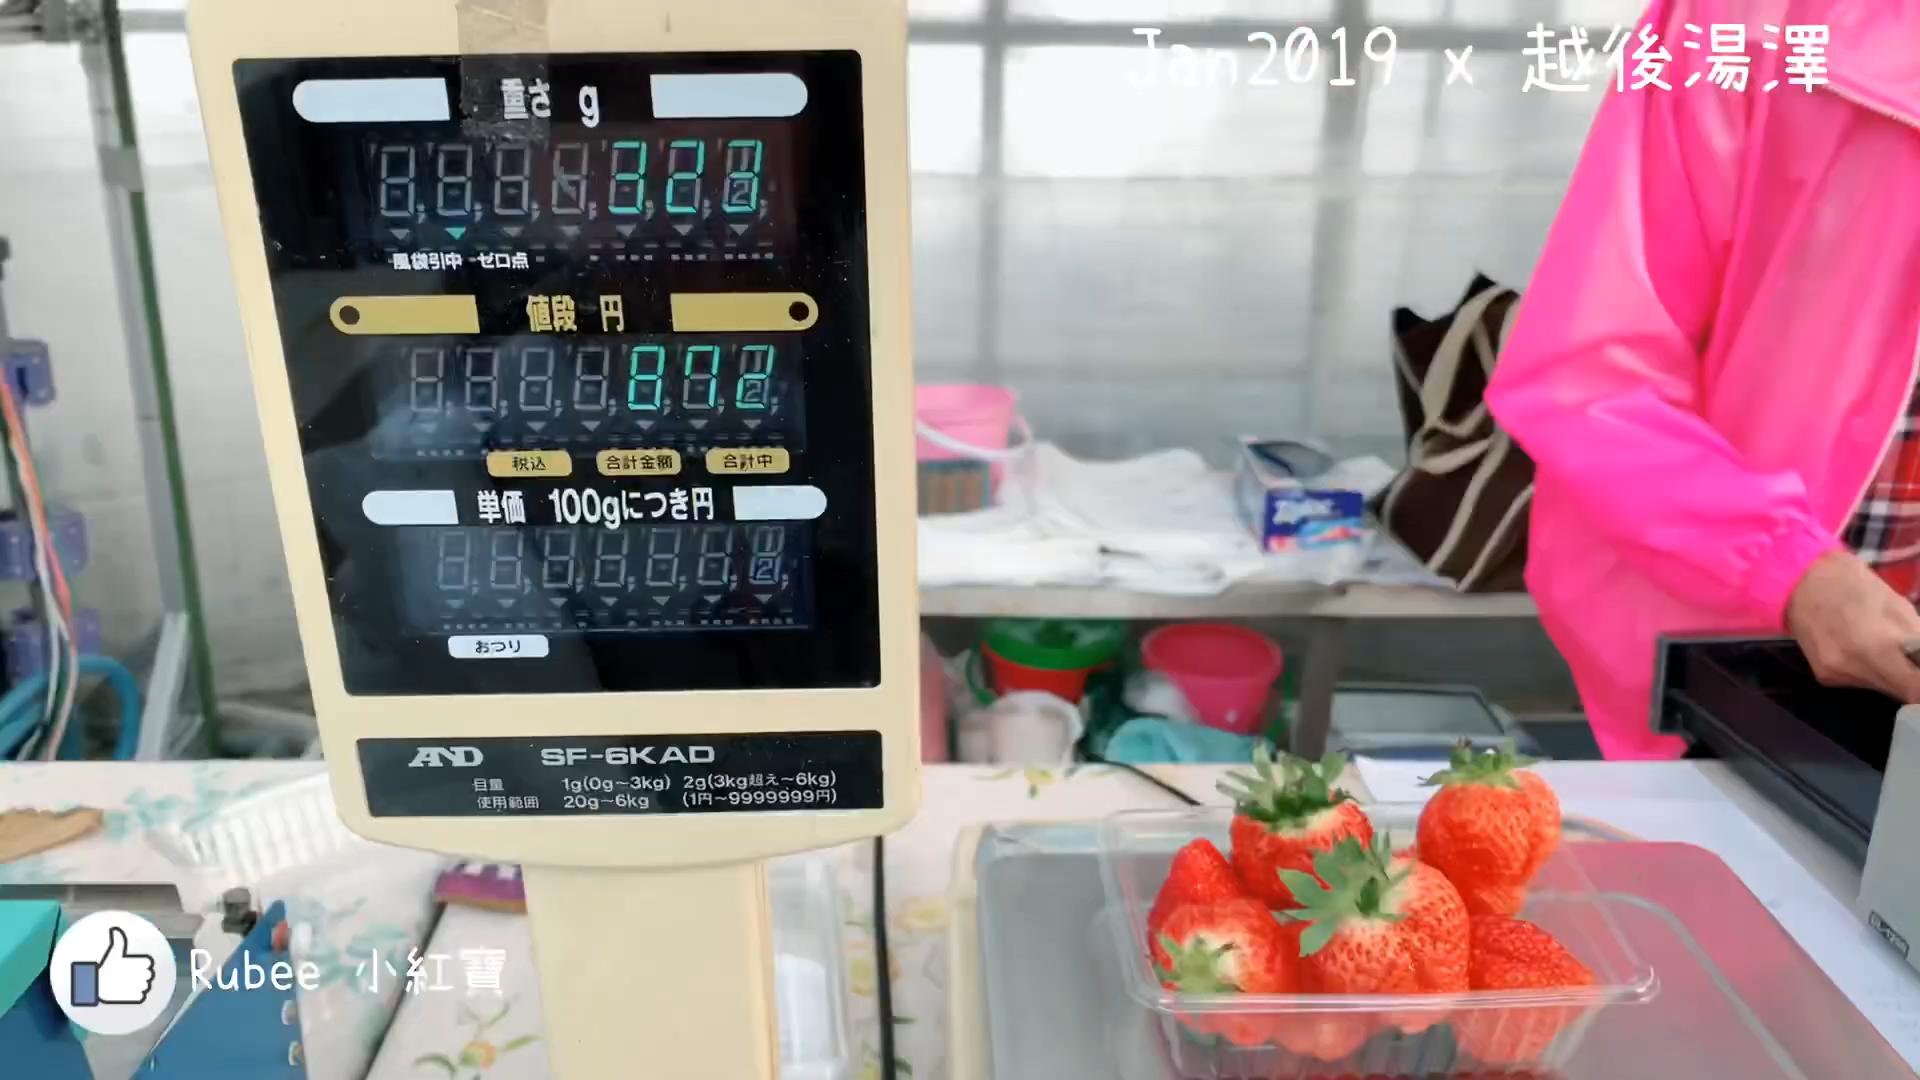 Jan2019 x 越後湯澤
重さ g
323
風袋引中 ゼロ点
値段 円
872
税込 合計金額 合計中
単価 100gにつき円
おつり
AND SF-6KAD
目量 1g(0g~3kg) 2g(3kg超え~6kg)
使用範囲 20g~6kg (1円~9999999円)
Ziploc
Rubee 小紅寶